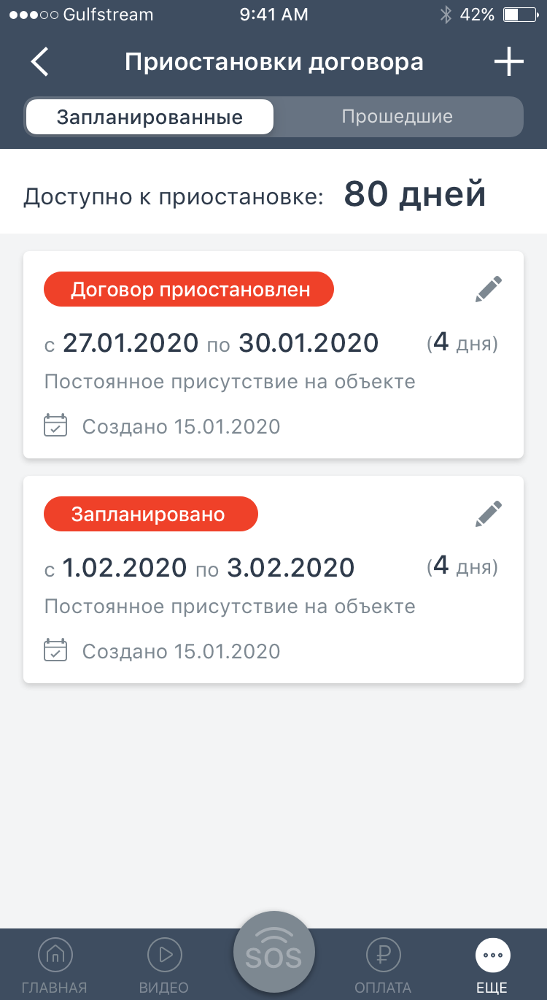 Gulfstream 9:41 AM 42%
Приостановки договора
Запланированные Прошедшие
Доступно к приостановке: 80 дней
Договор приостановлен
с 27.01.2020 по 30.01.2020 (4 дня)
Постоянное присутствие на объекте
Создано 15.01.2020
Запланировано
с 1.02.2020 по 3.02.2020 (4 дня)
Постоянное присутствие на объекте
Создано 15.01.2020
SOS
ГЛАВНАЯ ВИДЕО ОПЛАТА ЕЩЕ